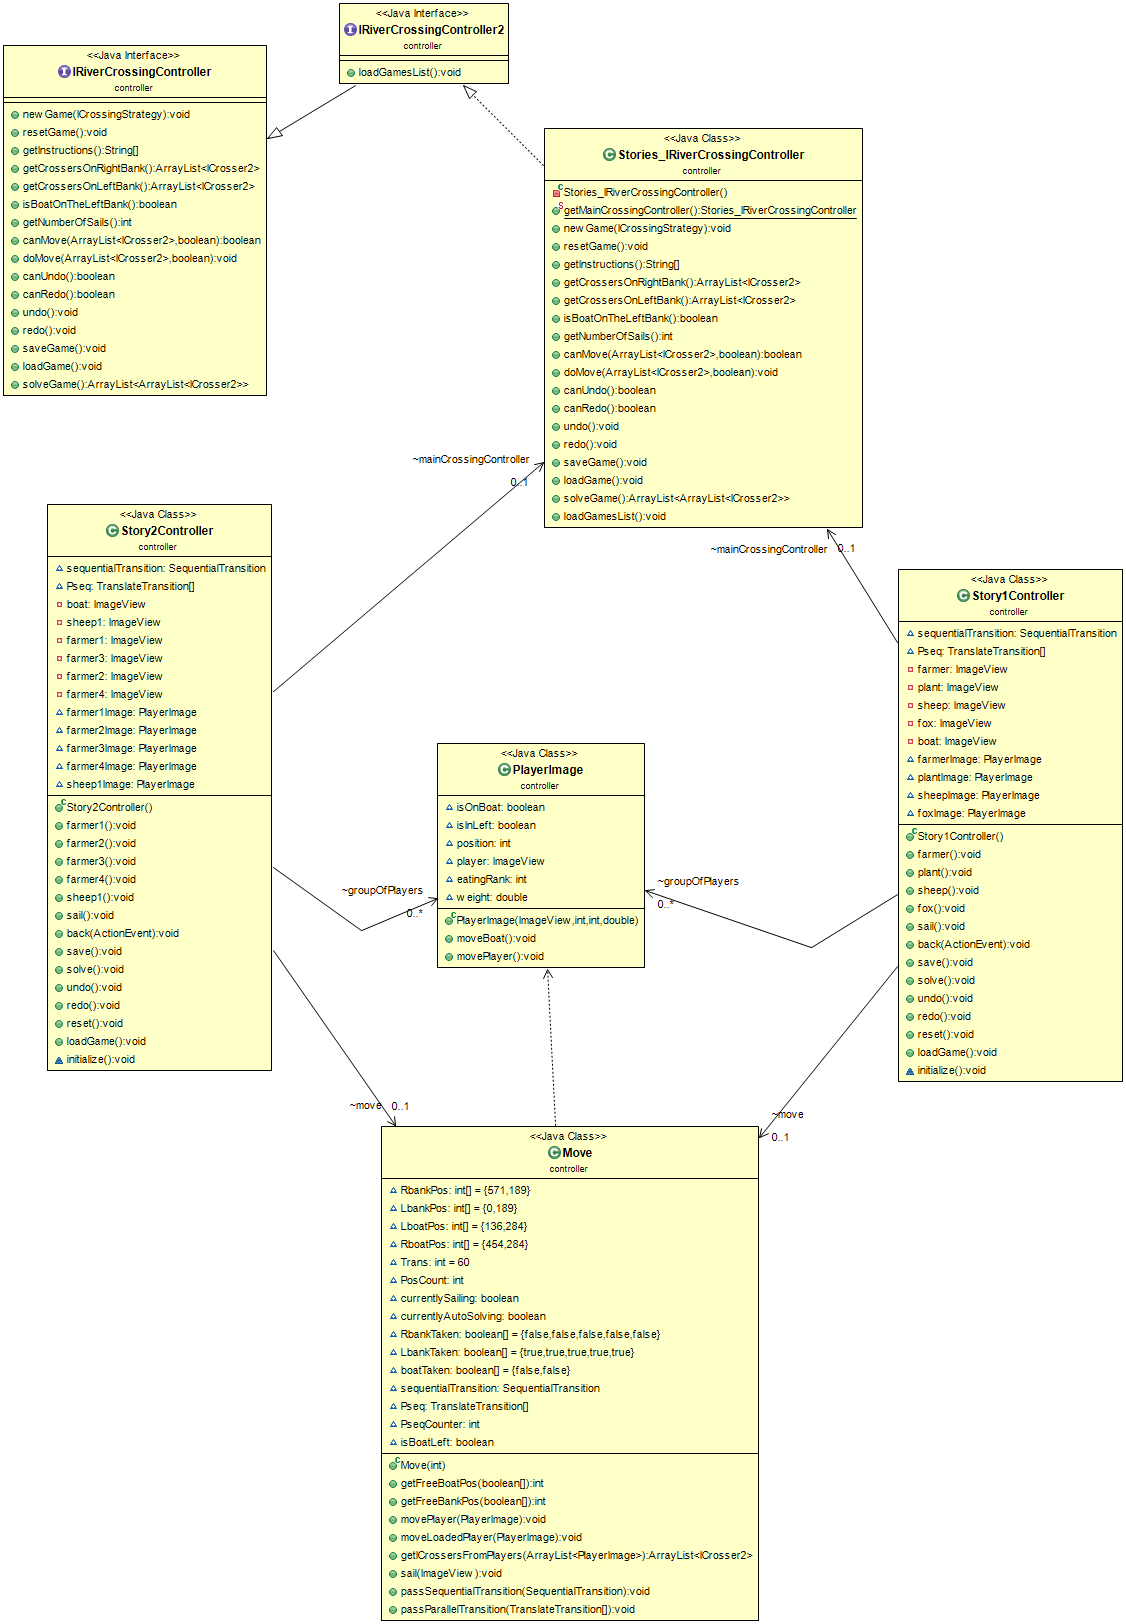 <<Java Interface>>
IRiverCrossingController2
controller
loadGamesList():void
<<Java Interface>>
IRiverCrossingController
controller
newGame(ICrossingStrategy):void
resetGame():void
getInstructions():String[]
getCrossersOnRightBank():ArrayList<ICrosser2>
getCrossersOnLeftBank():ArrayList<ICrosser2>
isBoatOnTheLeftBank():boolean
getNumberOfSails():int
canMove(ArrayList<ICrosser2>,boolean):boolean
doMove(ArrayList<ICrosser2>,boolean):void
canUndo():boolean
canRedo():boolean
undo():void
redo():void
saveGame():void
loadGame():void
solveGame():ArrayList<ArrayList<ICrosser2>>
<<Java Class>>
Stories_IRiverCrossingController
controller
Stories_IRiverCrossingController()
getMainCrossingController():Stories_IRiverCrossingController
newGame(ICrossingStrategy):void
resetGame():void
getInstructions():String[]
getCrossersOnRightBank():ArrayList<ICrosser2>
getCrossersOnLeftBank():ArrayList<ICrosser2>
isBoatOnTheLeftBank():boolean
getNumberOfSails():int
canMove(ArrayList<ICrosser2>,boolean):boolean
doMove(ArrayList<ICrosser2>,boolean):void
canUndo():boolean
canRedo():boolean
undo():void
redo():void
saveGame():void
loadGame():void
solveGame():ArrayList<ArrayList<ICrosser2>>
loadGamesList():void
~mainCrossingController
0..1
~mainCrossingController
0..1
<<Java Class>>
Story2Controller
controller
sequentialTransition: SequentialTransition
Pseq: TranslateTransition[]
boat: ImageView
sheep1: ImageView
farmer1: ImageView
farmer3: ImageView
farmer2: ImageView
farmer4: ImageView
farmer1Image: PlayerImage
farmer2Image: PlayerImage
farmer3Image: PlayerImage
farmer4Image: PlayerImage
sheep1Image: PlayerImage
Story2Controller()
farmer1():void
farmer2():void
farmer3():void
farmer4():void
sheep1():void
sail():void
back(ActionEvent):void
save():void
solve():void
undo():void
redo():void
reset():void
loadGame():void
initialize():void
<<Java Class>>
Story1Controller
controller
sequentialTransition: SequentialTransition
Pseq: TranslateTransition[]
farmer: ImageView
plant: ImageView
sheep: ImageView
fox: ImageView
boat: ImageView
farmerImage: PlayerImage
plantImage: PlayerImage
sheepImage: PlayerImage
foxImage: PlayerImage
Story1Controller()
farmer():void
plant():void
sheep():void
fox():void
sail():void
back(ActionEvent):void
save():void
solve():void
undo():void
redo():void
reset():void
loadGame():void
initialize():void
<<Java Class>>
PlayerImage
controller
isOnBoat: boolean
isInLeft: boolean
position: int
player: ImageView
eatingRank: int
weight: double
PlayerImage(ImageView,int,int,double)
moveBoat():void
movePlayer():void
~groupOfPlayers
0..*
~groupOfPlayers
0..*
~move
0..1
~move
0..1
<<Java Class>>
Move
controller
RbankPos: int[] = {571,189}
LbankPos: int[] = {0,189}
LboatPos: int[] = {136,284}
RboatPos: int[] = {454,284}
Trans: int = 60
PosCount: int
currentlySailing: boolean
currentlyAutoSolving: boolean
RbankTaken: boolean[] = {false,false,false,false,false}
LbankTaken: boolean[] = {true,true,true,true,true}
boatTaken: boolean[] = {false,false}
sequentialTransition: SequentialTransition
Pseq: TranslateTransition[]
PseqCounter: int
isBoatLeft: boolean
Move(int)
getFreeBoatPos(boolean[]):int
getFreeBankPos(boolean[]):int
movePlayer(PlayerImage):void
moveLoadedPlayer(PlayerImage):void
getICrossersFromPlayers(ArrayList<PlayerImage>):ArrayList<ICrosser2>
sail(ImageView):void
passSequentialTransition(SequentialTransition):void
passParallelTransition(TranslateTransition[]):void